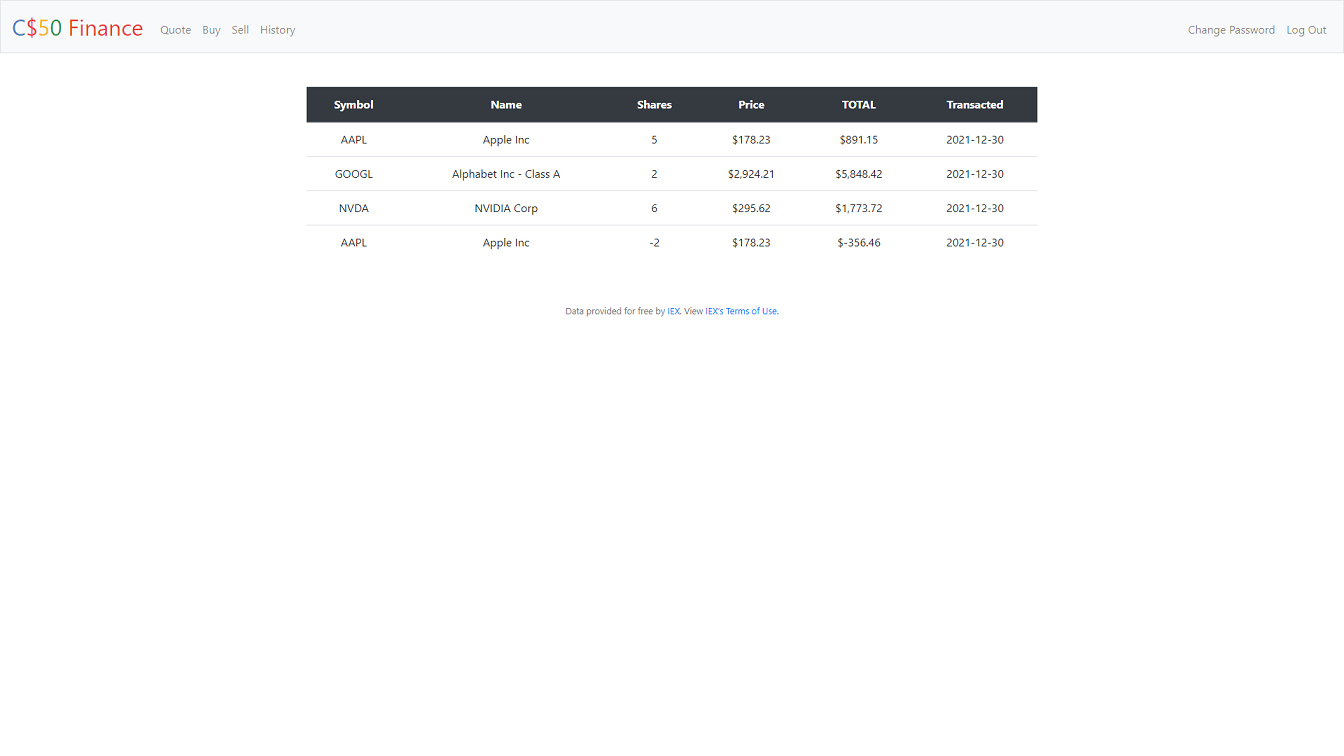 C$50 Finance Quote Buy Sell History Change Password Log Out
Symbol Name Shares Price TOTAL Transacted
AAPL Apple Inc 5 $178.23 $891.15 2021-12-30
GOOGL Alphabet Inc - Class A 2 $2,924.21 $5,848.42 2021-12-30
NVDA NVIDIA Corp 6 $295.62 $1,773.72 2021-12-30
AAPL Apple Inc -2 $178.23 $-356.46 2021-12-30
Data provided for free by IEX. View IEX's Terms of Use.